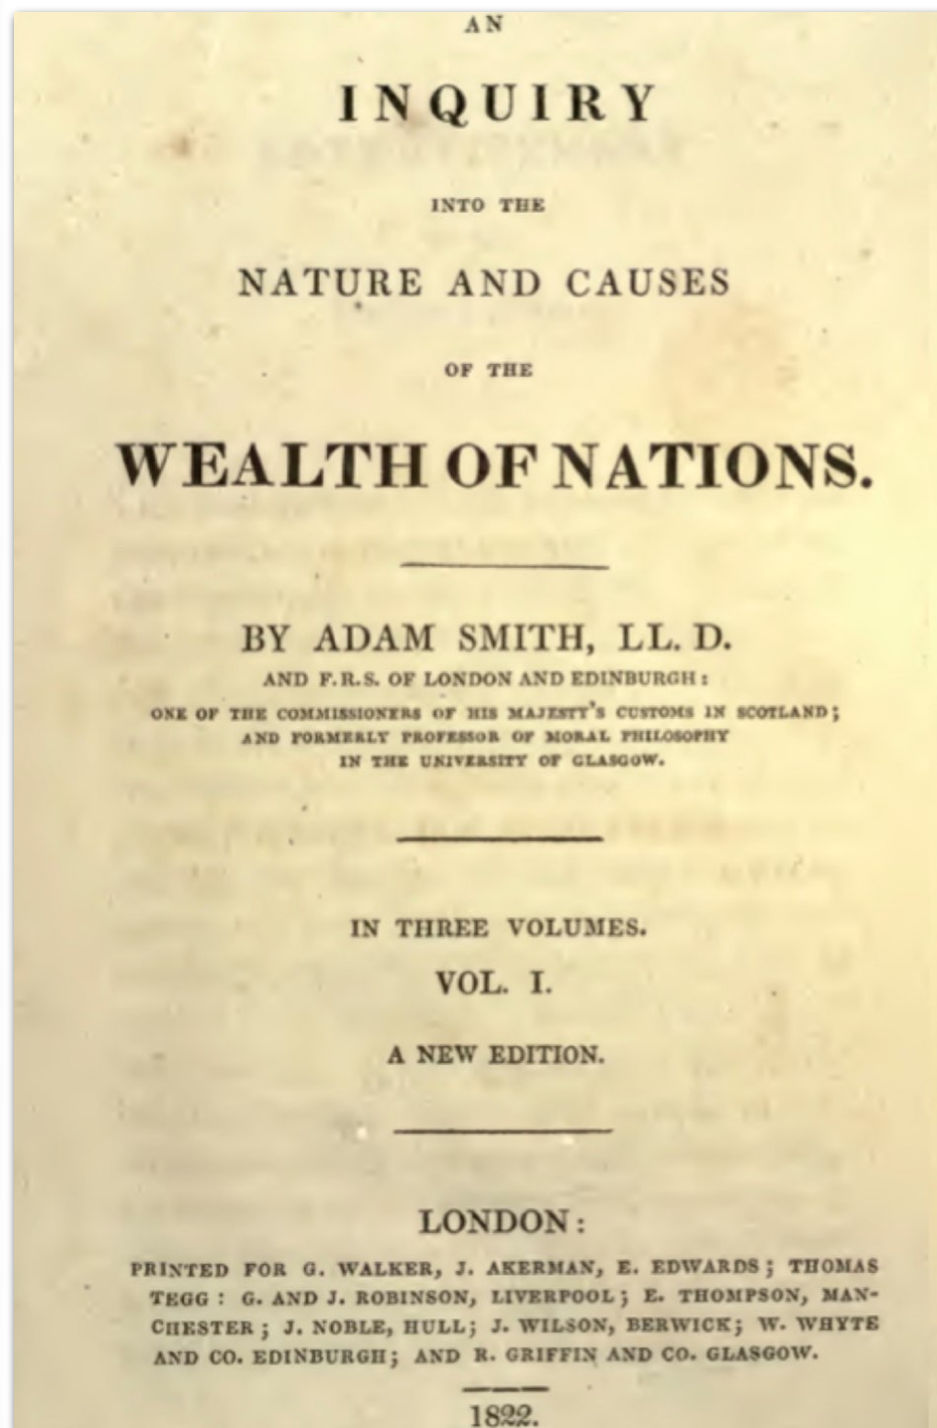 AN
INQUIRY
INTO THE
NATURE AND CAUSES
OF THE
WEALTH OF NATIONS.
BY ADAM SMITH, LL. D.
AND F.R.S. OF LONDON AND EDINBURGH:
ONE OF THE COMMISSIONERS OF HIS MAJESTY'S CUSTOMS IN SCOTLAND;
AND FORMERLY PROFESSOR OF MORAL PHILOSOPHY
IN THE UNIVERSITY OF GLASGOW.
IN THREE VOLUMES.
VOL. I.
A NEW EDITION.
LONDON:
PRINTED FOR G. WALKER, J. AKERMAN, E. EDWARDS; THOMAS
TEGG: G. AND J. ROBINSON, LIVERPOOL; E. THOMPSON, MAN-
CHESTER; J. NOBLE, HULL; J. WILSON, BERWICK; W. WHYTE
AND CO. EDINBURGH; AND R. GRIFFIN AND CO. GLASGOW.
1822.